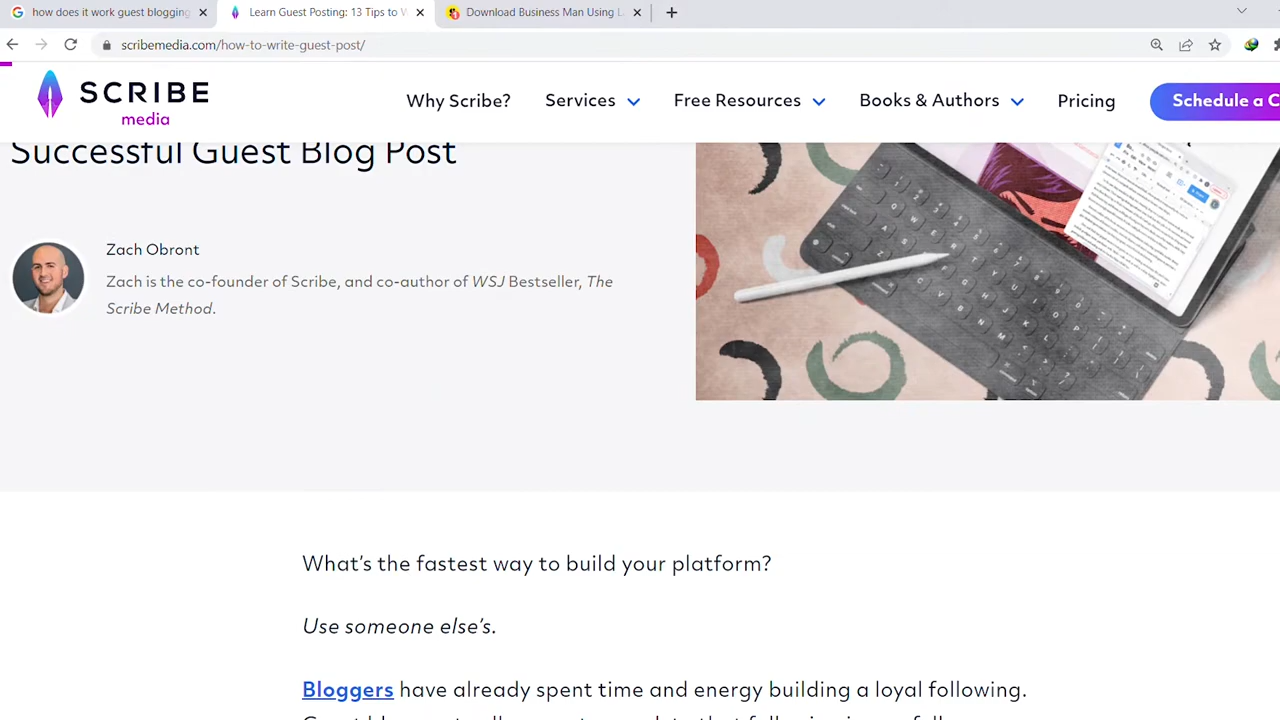 how does it work guest blogging
Learn Guest Posting: 13 Tips to W
Download Business Man Using L
scribemedia.com/how-to-write-guest-post/
SCRIBE
media
Why Scribe?
Services
Free Resources
Books & Authors
Pricing
Schedule a C
Successful Guest Blog Post
Zach Obront
Zach is the co-founder of Scribe, and co-author of WSJ Bestseller, The
Scribe Method.
What's the fastest way to build your platform?
Use someone else's.
Bloggers have already spent time and energy building a loyal following.